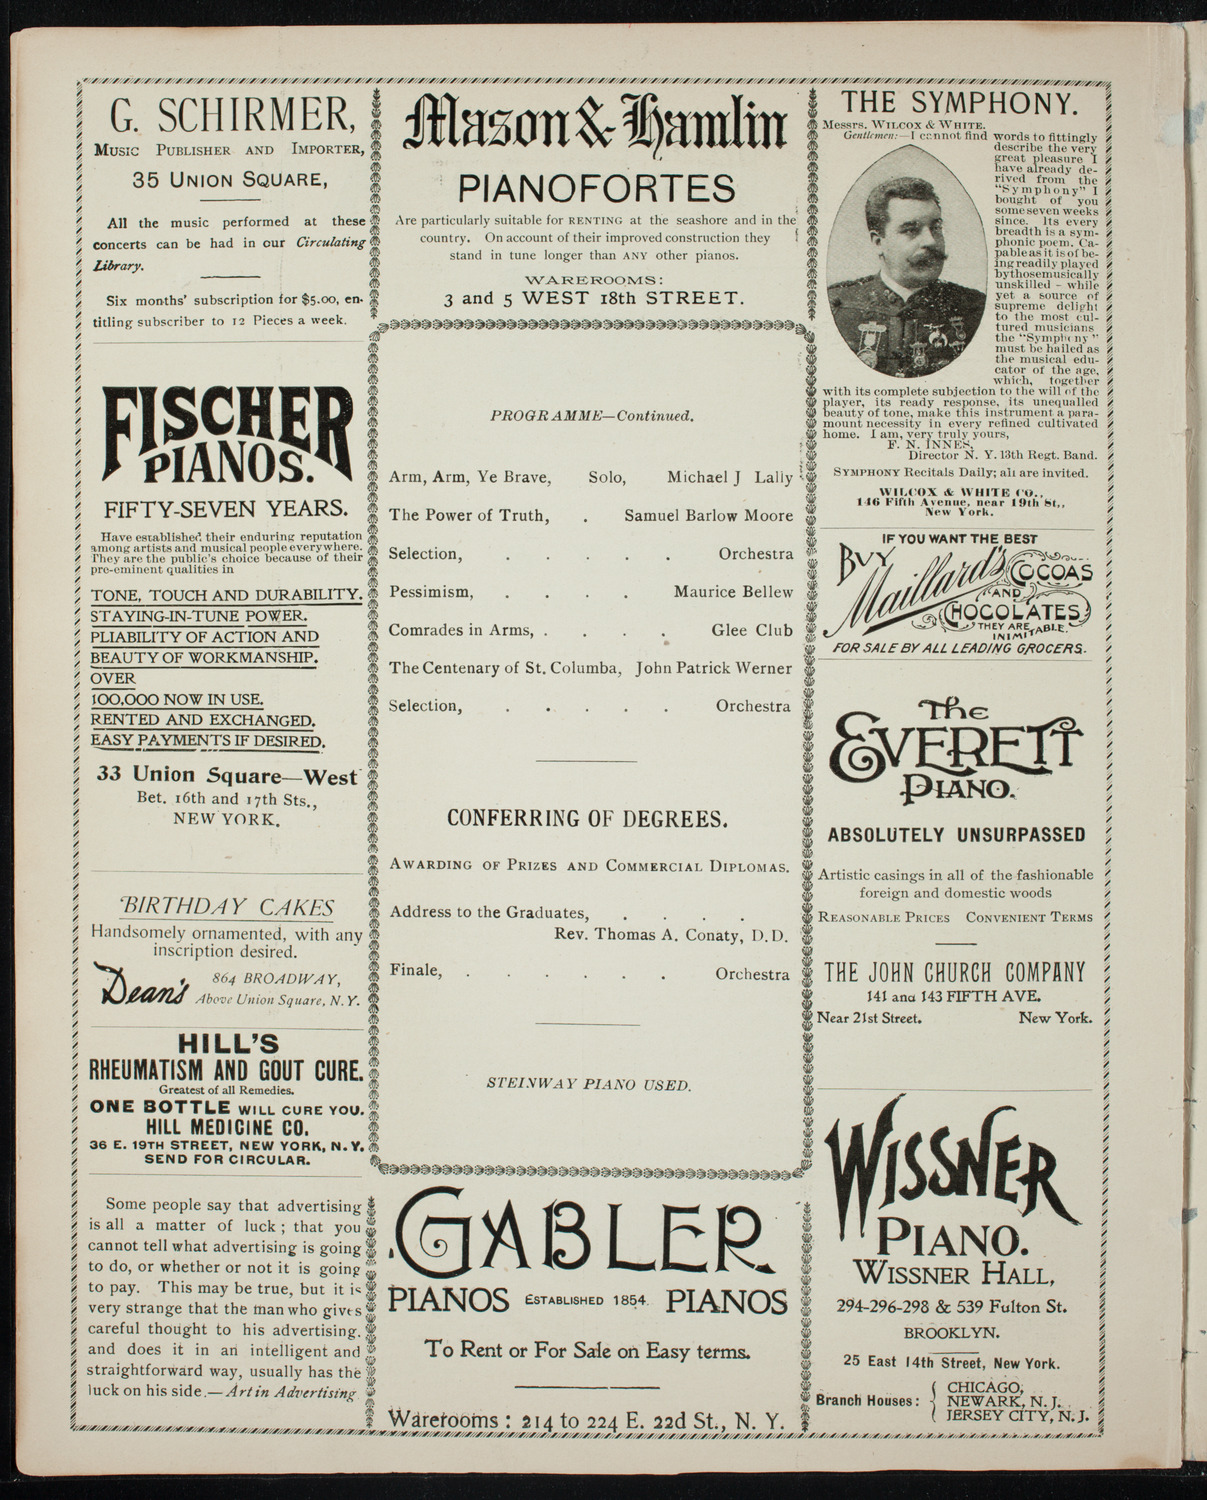 G. SCHIRMER,
MUSIC PUBLISHER AND IMPORTER,
35 UNION SQUARE,
All the music performed at these
concerts can be had in our Circulating
Library.
Six months' subscription for $5.00, en-
titling subscriber to 12 Pieces a week.
FISCHER
PIANOS.
FIFTY-SEVEN YEARS.
Have established their enduring reputation
among artists and musical people everywhere.
They are the public's choice because of their
pre-eminent qualities in
TONE, TOUCH AND DURABILITY.
STAYING-IN-TUNE POWER.
PLIABILITY OF ACTION AND
BEAUTY OF WORKMANSHIP.
OVER
100,000 NOW IN USE.
RENTED AND EXCHANGED.
EASY PAYMENTS IF DESIRED.
33 Union Square—West
Bet. 16th and 17th Sts.,
NEW YORK.
BIRTHDAY CAKES
Handsomely ornamented, with any
inscription desired.
Dean's 864 BROADWAY,
Above Union Square, N.Y.
HILL'S
RHEUMATISM AND GOUT CURE.
Greatest of all Remedies.
ONE BOTTLE WILL CURE YOU.
HILL MEDICINE CO.
36 E. 19TH STREET, NEW YORK, N.Y.
SEND FOR CIRCULAR.
Some people say that advertising
is all a matter of luck; that you
cannot tell what advertising is going
to do, or whether or not it is going
to pay. This may be true, but it is
very strange that the man who gives
careful thought to his advertising,
and does it in an intelligent and
straightforward way, usually has the
luck on his side.—Art in Advertising
Mason & Hamlin
PIANOFORTES
Are particularly suitable for RENTING at the seashore and in the
country. On account of their improved construction they
stand in tune longer than ANY other pianos.
WAREROOMS:
3 and 5 WEST 18th STREET.
PROGRAMME—Continued.
Arm, Arm, Ye Brave, Solo, Michael J Lally
The Power of Truth, . Samuel Barlow Moore
Selection, . . . . . Orchestra
Pessimism, . . . . Maurice Bellew
Comrades in Arms, . . . . Glee Club
The Centenary of St. Columba, John Patrick Werner
Selection, . . . . . Orchestra
CONFERRING OF DEGREES.
AWARDING OF PRIZES AND COMMERCIAL DIPLOMAS.
Address to the Graduates, . . . .
Rev. Thomas A. Conaty, D.D.
Finale, . . . . . . Orchestra
STEINWAY PIANO USED.
GABLER
PIANOS ESTABLISHED 1854. PIANOS
To Rent or For Sale on Easy terms.
Warerooms: 214 to 224 E. 22d St., N. Y.
THE SYMPHONY.
Messrs. WILCOX & WHITE.
Gentlemen:—I cannot find words to fittingly
describe the very
great pleasure I
have already de-
rived from the
"Symphony" I
bought of you
some seven weeks
since. Its every
breadth is a sym-
phonic poem. Ca-
pable as it is of be-
ing readily played
by those musically
unskilled - while
yet a source of
supreme delight
to the most cul-
tured musicians
the "Symphony"
must be hailed as
the musical edu-
cator of the age,
which, together
with its complete subjection to the will of the
player, its ready response, its unequalled
beauty of tone, make this instrument a para-
mount necessity in every refined cultivated
home. I am, very truly yours,
F. N. INNES,
Director N. Y. 13th Regt. Band.
SYMPHONY Recitals Daily; all are invited.
WILCOX & WHITE CO.,
146 Fifth Avenue, near 19th St.,
New York.
IF YOU WANT THE BEST
BUY
Maillard's
COCOAS
AND
CHOCOLATES
THEY ARE
INIMITABLE.
FOR SALE BY ALL LEADING GROCERS.
The
EVERETT
PIANO.
ABSOLUTELY UNSURPASSED
Artistic casings in all of the fashionable
foreign and domestic woods
REASONABLE PRICES CONVENIENT TERMS
THE JOHN CHURCH COMPANY
141 and 143 FIFTH AVE.
Near 21st Street. New York.
WISSNER
PIANO.
WISSNER HALL,
294-296-298 & 539 Fulton St.
BROOKLYN.
25 East 14th Street, New York.
Branch Houses: { CHICAGO,
NEWARK, N. J.
JERSEY CITY, N. J.